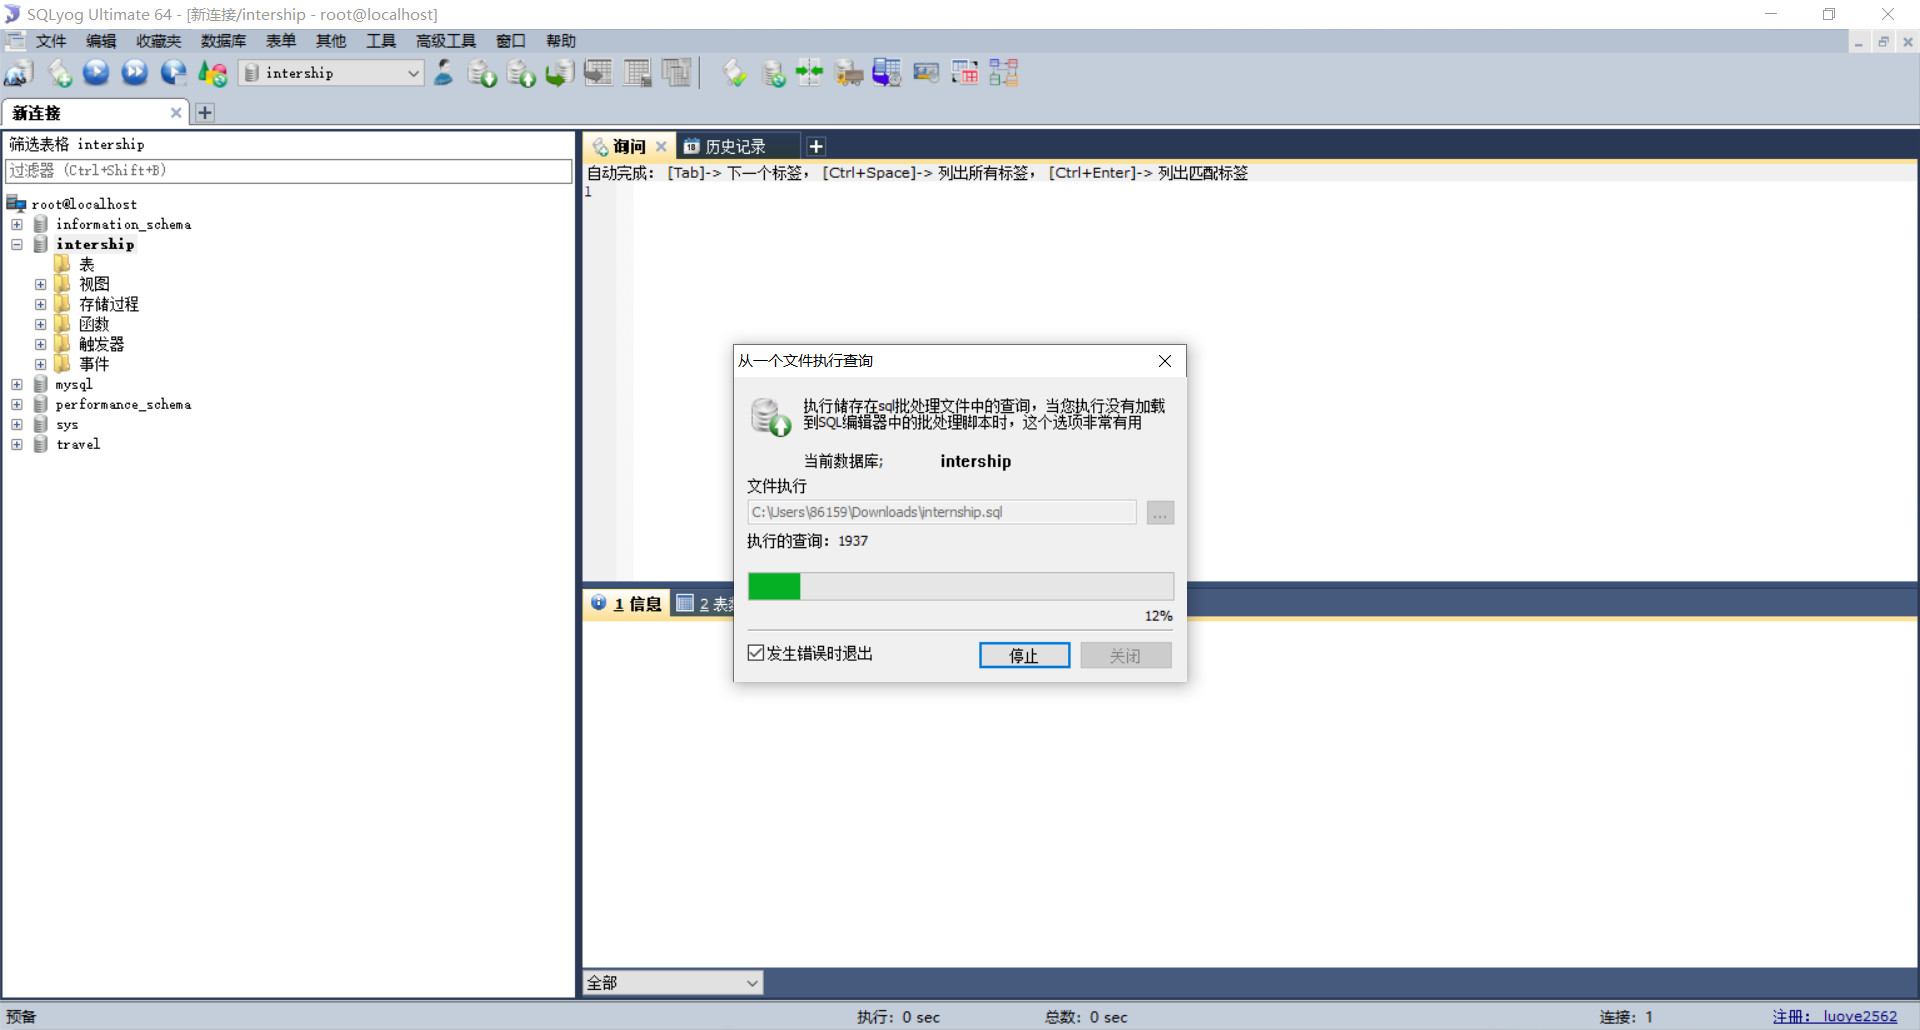 SQLyog Ultimate 64 - [新连接/intership - root@localhost]
文件 编辑 收藏夹 数据库 表单 其他 工具 高级工具 窗口 帮助
intership
新连接
筛选表格 intership
过滤器 (Ctrl+Shift+B)
root@localhost
information_schema
intership
表
视图
存储过程
函数
触发器
事件
mysql
performance_schema
sys
travel
询问 18 历史记录
自动完成: [Tab]-> 下一个标签, [Ctrl+Space]-> 列出所有标签, [Ctrl+Enter]-> 列出匹配标签
1
从一个文件执行查询
执行储存在sql批处理文件中的查询，当您执行没有加载
到SQL编辑器中的批处理脚本时，这个选项非常有用
当前数据库; intership
文件执行
C:\Users\86159\Downloads\internship.sql ...
执行的查询: 1937
12%
发生错误时退出 停止 关闭
1 信息 2 表
全部
预备 执行: 0 sec 总数: 0 sec 连接: 1 注册: luoye2562